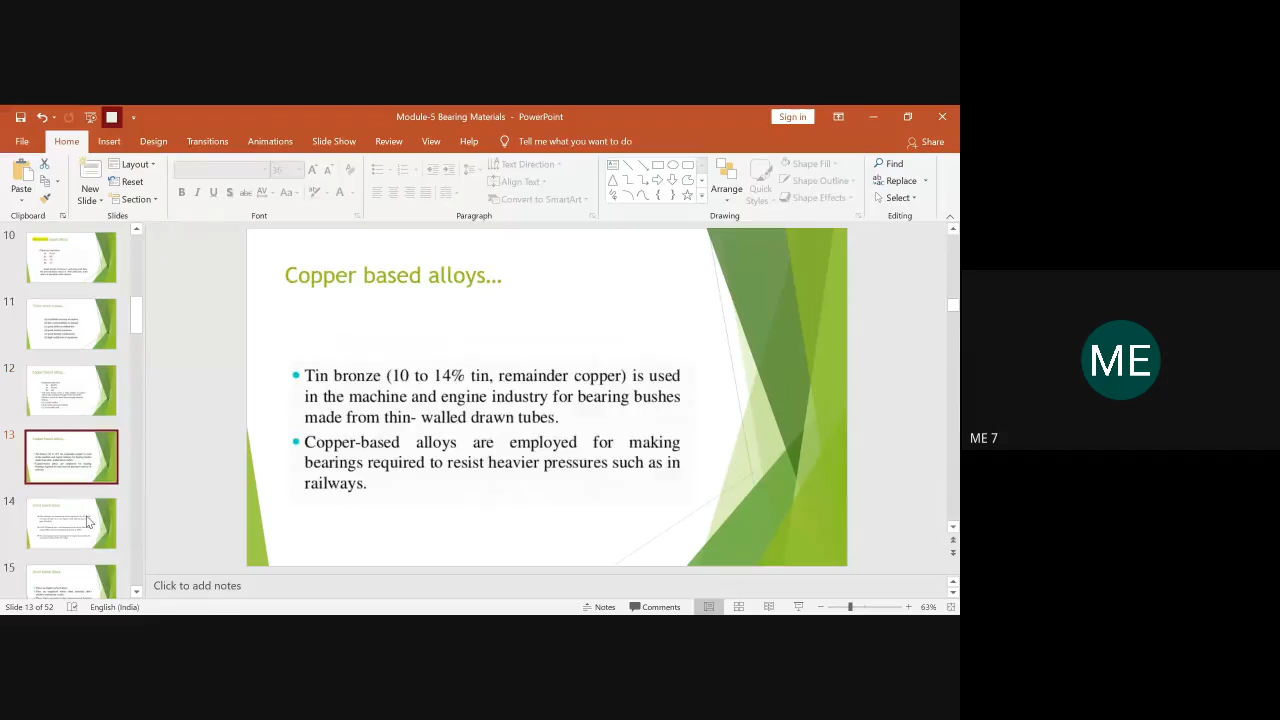 Module-5 Bearing Materials - PowerPoint
Sign in
File Home Insert Design Transitions Animations Slide Show Review View Help Tell me what you want to do Share
Paste
Clipboard
New Slide
Layout
Reset
Section
Slides
36
B I U S abc AV Aa A
Font
Text Direction
Align Text
Convert to SmartArt
Paragraph
Arrange
Quick Styles
Shape Fill
Shape Outline
Shape Effects
Drawing
Find
Replace
Select
Editing
10
11
12
13
14
15
Copper based alloys...
Tin bronze (10 to 14% tin, remainder copper) is used
in the machine and engine industry for bearing bushes
made from thin- walled drawn tubes.
Copper-based alloys are employed for making
bearings required to resist heavier pressures such as in
railways.
Click to add notes
Slide 13 of 52 English (India) Notes Comments 63%
ME
ME 7